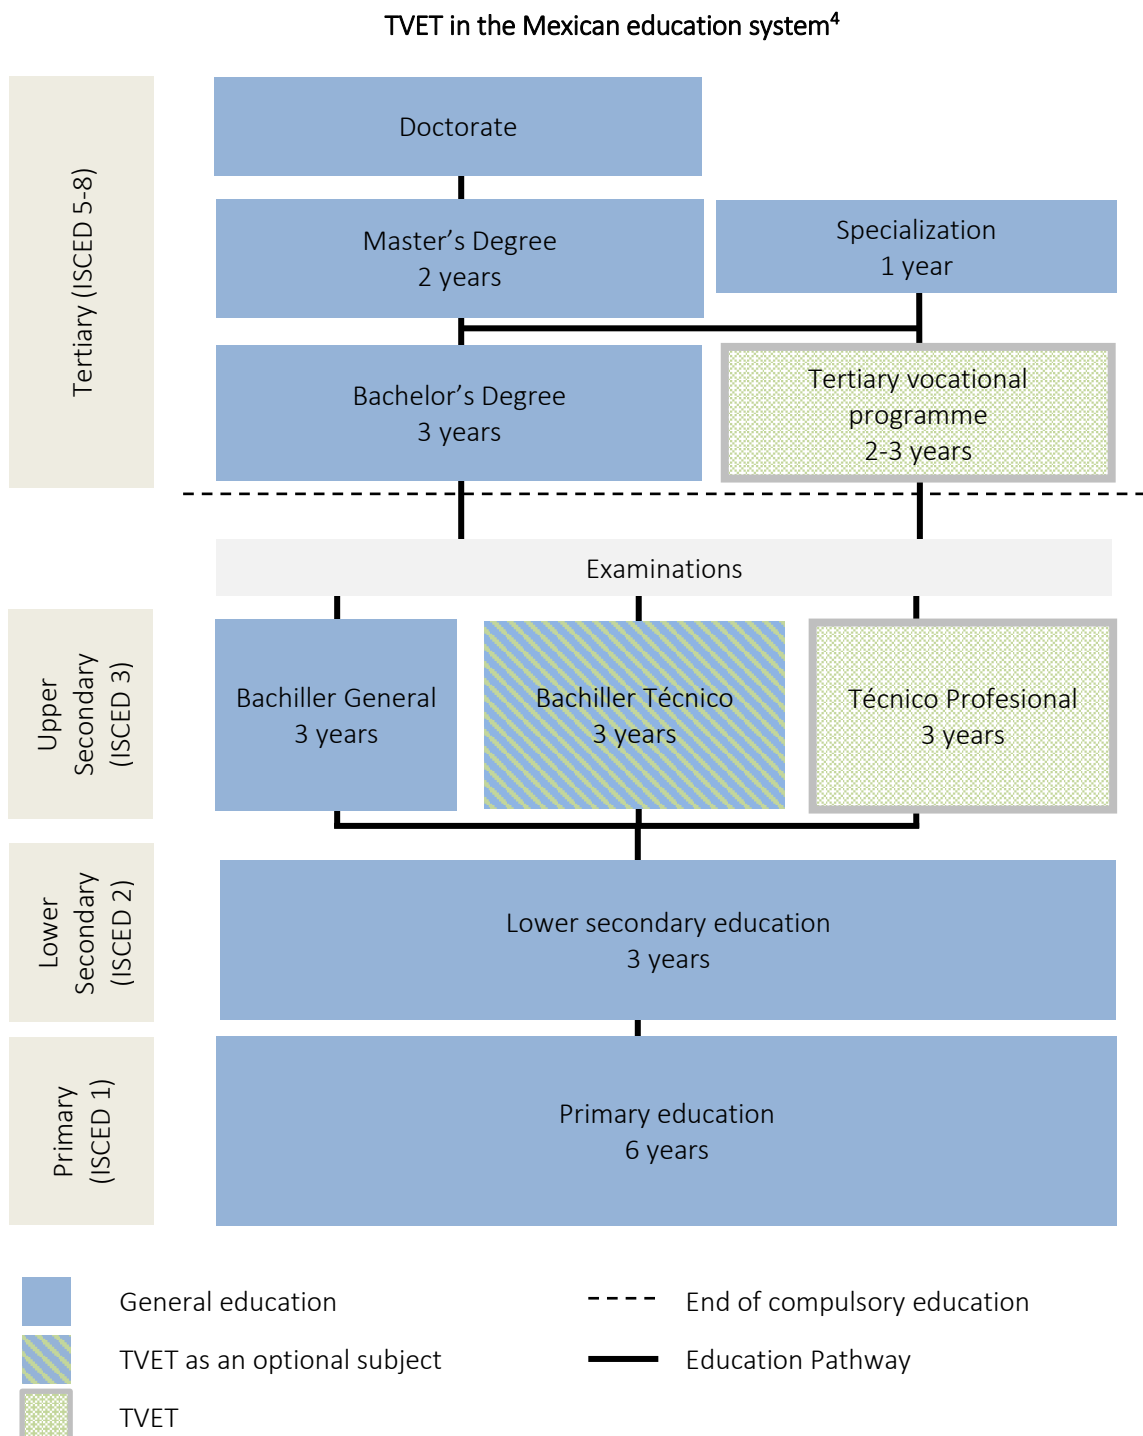 TVET in the Mexican education system4
Tertiary (ISCED 5-8)
Doctorate
Master’s Degree
2 years
Specialization
1 year
Bachelor’s Degree
3 years
Tertiary vocational
programme
2-3 years
Examinations
Upper
Secondary
(ISCED 3)
Bachiller General
3 years
Bachiller Técnico
3 years
Técnico Profesional
3 years
Lower
Secondary
(ISCED 2)
Lower secondary education
3 years
Primary
(ISCED 1)
Primary education
6 years
General education
End of compulsory education
TVET as an optional subject
Education Pathway
TVET